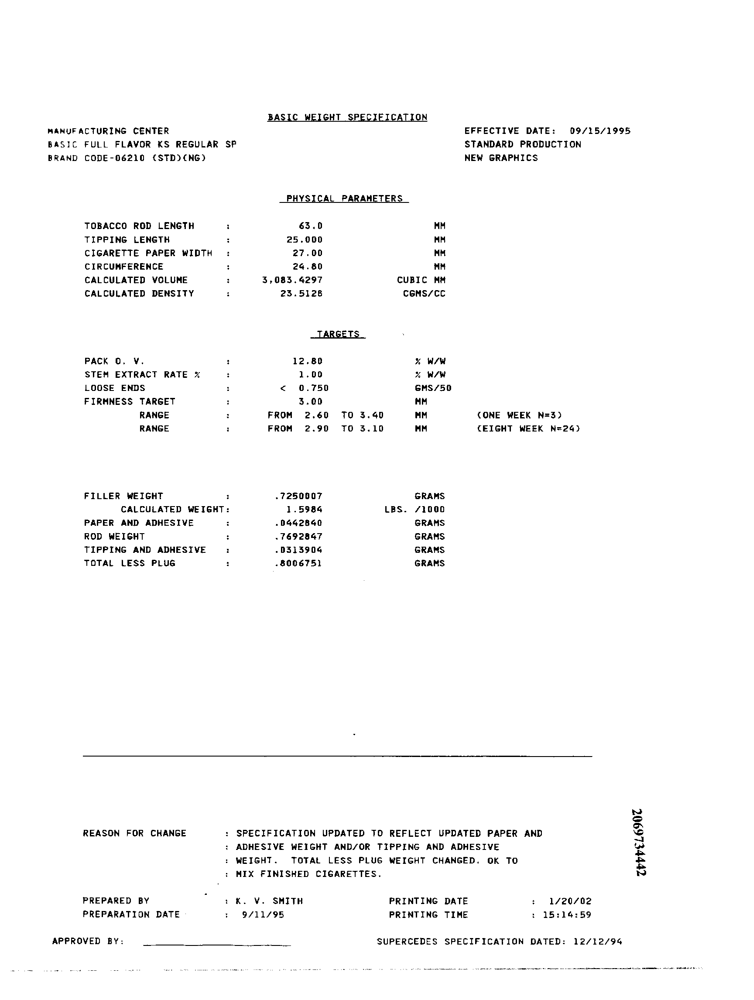 BASIC WEIGHT SPECIFICATION
MANUFACTURING CENTER EFFECTIVE DATE: 09/15/1995
BASIC FULL FLAVOR KS REGULAR SP STANDARD PRODUCTION
BRAND CODE-06210 (STD)(NG) NEW GRAPHICS
PHYSICAL PARAMETERS
TOBACCO ROD LENGTH : 63.0 MM
TIPPING LENGTH : 25.000 MM
CIGARETTE PAPER WIDTH : 27.00 MM
CIRCUMFERENCE : 24.80 MM
CALCULATED VOLUME : 3,083.4297 CUBIC MM
CALCULATED DENSITY : 23.5128 CGMS/CC
TARGETS
PACK O. V. : 12.80 % W/W
STEM EXTRACT RATE % : 1.00 % W/W
LOOSE ENDS : < 0.750 GMS/50
FIRMNESS TARGET : 3.00 MM
RANGE : FROM 2.60 TO 3.40 MM (ONE WEEK N=3)
RANGE : FROM 2.90 TO 3.10 MM (EIGHT WEEK N=24)
FILLER WEIGHT : .7250007 GRAMS
CALCULATED WEIGHT: 1.5984 LBS. /1000
PAPER AND ADHESIVE : .0442840 GRAMS
ROD WEIGHT : .7692847 GRAMS
TIPPING AND ADHESIVE : .0313904 GRAMS
TOTAL LESS PLUG : .8006751 GRAMS
REASON FOR CHANGE : SPECIFICATION UPDATED TO REFLECT UPDATED PAPER AND
: ADHESIVE WEIGHT AND/OR TIPPING AND ADHESIVE
: WEIGHT. TOTAL LESS PLUG WEIGHT CHANGED. OK TO
: MIX FINISHED CIGARETTES.
PREPARED BY : K. V. SMITH PRINTING DATE : 1/20/02
PREPARATION DATE : 9/11/95 PRINTING TIME : 15:14:59
APPROVED BY: SUPERCEDES SPECIFICATION DATED: 12/12/94
2069734442